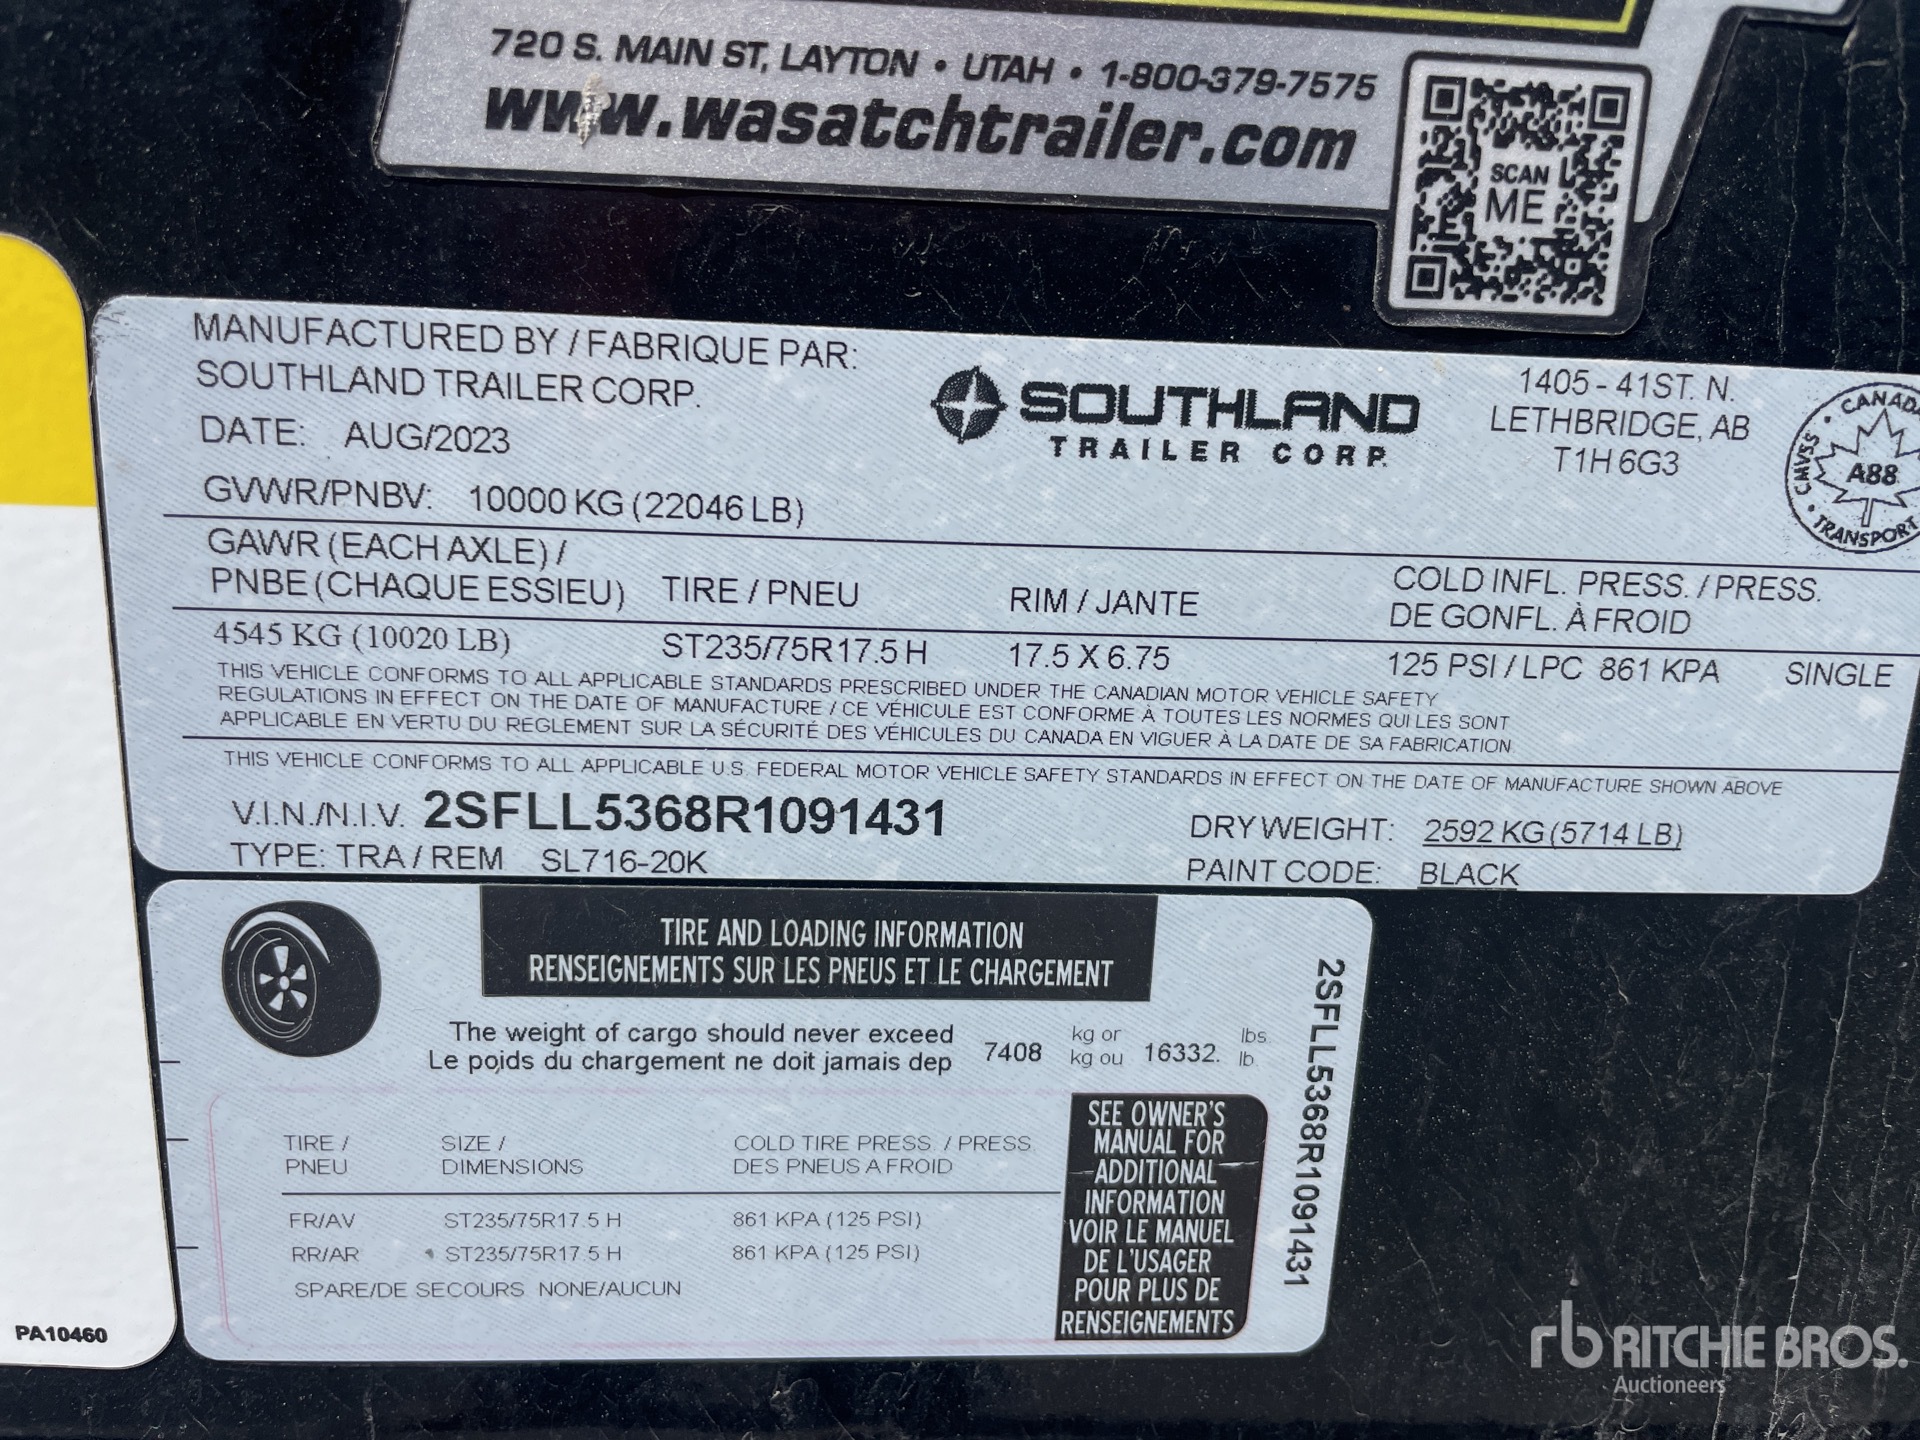 720 S. MAIN ST, LAYTON • UTAH • 1-800-379-7575
www.wasatchtrailer.com
SCAN
ME
MANUFACTURED BY / FABRIQUE PAR:
SOUTHLAND TRAILER CORP.
DATE: AUG/2023
GVWR/PNBV: 10000 KG (22046 LB)
SOUTHLAND
TRAILER CORP.
1405 - 41ST. N.
LETHBRIDGE, AB
T1H 6G3
CANADA
CMVSS
A88
TRANSPORT
GAWR (EACH AXLE) /
PNBE (CHAQUE ESSIEU) TIRE / PNEU RIM / JANTE COLD INFL. PRESS. / PRESS.
DE GONFL. À FROID
4545 KG (10020 LB) ST235/75R17.5 H 17.5 X 6.75 125 PSI / LPC 861 KPA SINGLE
THIS VEHICLE CONFORMS TO ALL APPLICABLE STANDARDS PRESCRIBED UNDER THE CANADIAN MOTOR VEHICLE SAFETY
REGULATIONS IN EFFECT ON THE DATE OF MANUFACTURE / CE VÉHICULE EST CONFORME À TOUTES LES NORMES QUI LES SONT
APPLICABLE EN VERTU DU REGLEMENT SUR LA SÉCURITÉ DES VÉHICULES DU CANADA EN VIGUER À LA DATE DE SA FABRICATION
THIS VEHICLE CONFORMS TO ALL APPLICABLE U.S. FEDERAL MOTOR VEHICLE SAFETY STANDARDS IN EFFECT ON THE DATE OF MANUFACTURE SHOWN ABOVE
V.I.N./N.I.V. 2SFLL5368R1091431
TYPE: TRA / REM SL716-20K
DRY WEIGHT: 2592 KG (5714 LB)
PAINT CODE: BLACK
TIRE AND LOADING INFORMATION
RENSEIGNEMENTS SUR LES PNEUS ET LE CHARGEMENT
The weight of cargo should never exceed
Le poids du chargement ne doit jamais dep
7408 kg or
kg ou 16332. lbs
lb.
TIRE / SIZE / COLD TIRE PRESS. / PRESS.
PNEU DIMENSIONS DES PNEUS A FROID
FR/AV ST235/75R17.5 H 861 KPA (125 PSI)
RR/AR ST235/75R17.5 H 861 KPA (125 PSI)
SPARE/DE SECOURS NONE/AUCUN
SEE OWNER'S
MANUAL FOR
ADDITIONAL
INFORMATION
VOIR LE MANUEL
DE L'USAGER
POUR PLUS DE
RENSEIGNEMENTS
2SFLL5368R1091431
PA10460
rb RITCHIE BROS.
Auctioneers